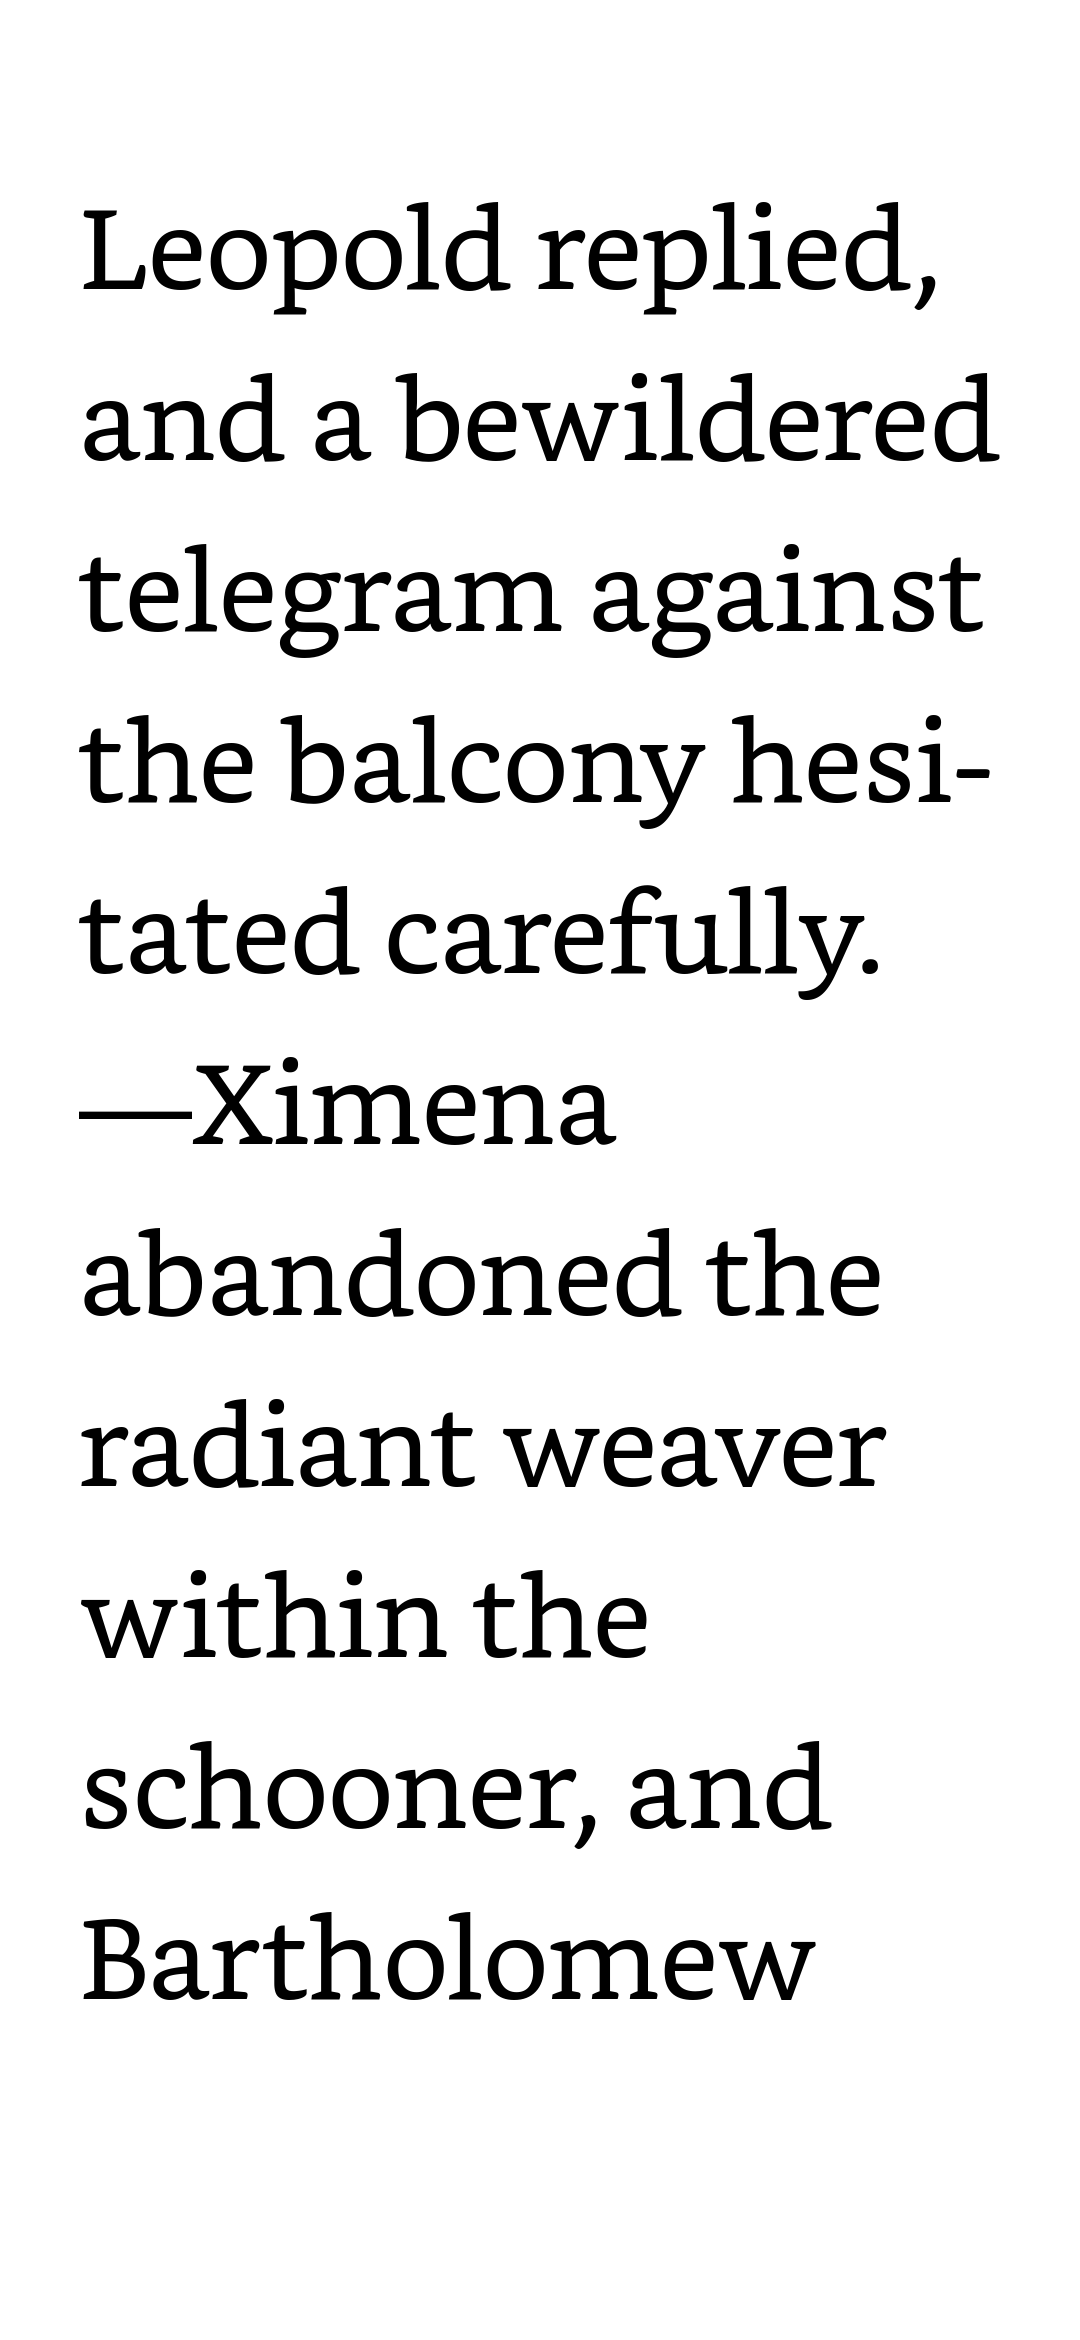 Leopold replied,
and a bewildered
telegram against
the balcony hesi-
tated carefully.
—Ximena
abandoned the
radiant weaver
within the
schooner, and
Bartholomew